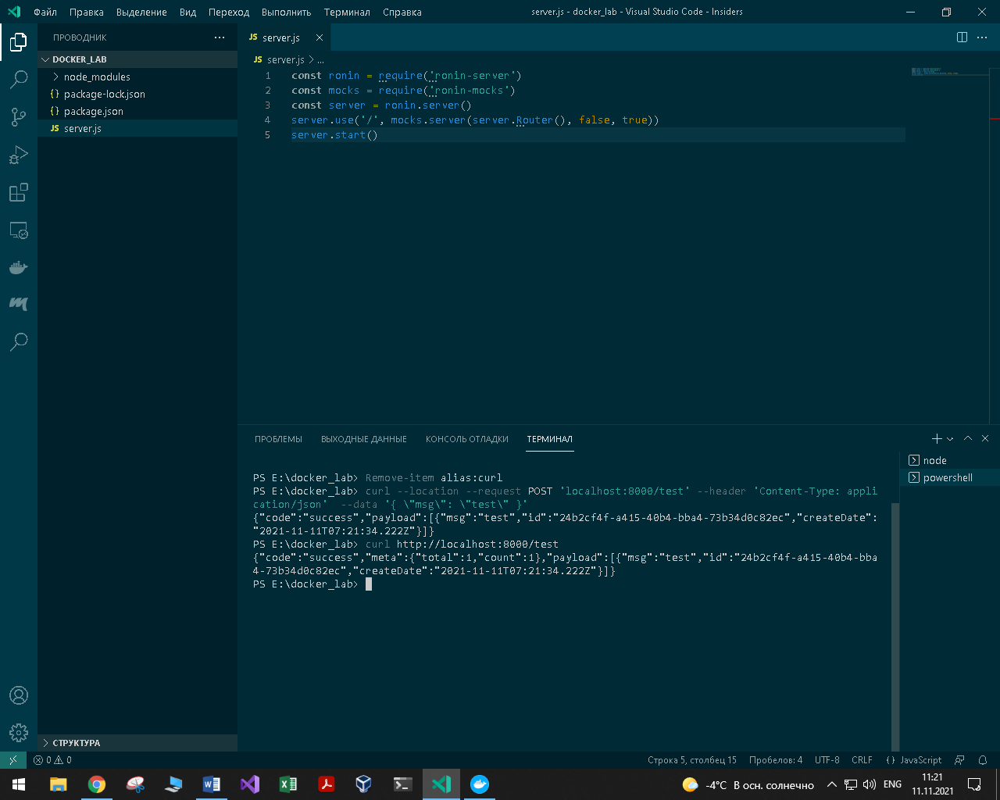 Файл Правка Выделение Вид Переход Выполнить Терминал Справка server.js - docker_lab - Visual Studio Code - Insiders
ПРОВОДНИК
DOCKER_LAB
node_modules
package-lock.json
package.json
JS server.js
JS server.js
JS server.js > ...
1 const ronin = require('ronin-server')
2 const mocks = require('ronin-mocks')
3 const server = ronin.server()
4 server.use('/', mocks.server(server.Router(), false, true))
5 server.start()
ПРОБЛЕМЫ ВЫХОДНЫЕ ДАННЫЕ КОНСОЛЬ ОТЛАДКИ ТЕРМИНАЛ
node
powershell
PS E:\docker_lab> Remove-item alias:curl
PS E:\docker_lab> curl --location --request POST 'localhost:8000/test' --header 'Content-Type: appli
cation/json'  --data '{ \"msg\": \"test\" }'
{"code":"success","payload":[{"msg":"test","id":"24b2cf4f-a415-40b4-bba4-73b34d0c82ec","createDate":
"2021-11-11T07:21:34.222Z"}]}
PS E:\docker_lab> curl http://localhost:8000/test
{"code":"success","meta":{"total":1,"count":1},"payload":[{"msg":"test","id":"24b2cf4f-a415-40b4-bba
4-73b34d0c82ec","createDate":"2021-11-11T07:21:34.222Z"}]}
PS E:\docker_lab>
СТРУКТУРА
0 0 Строка 5, столбец 15 Пробелов: 4 UTF-8 CRLF {} JavaScript
-4°C В осн. солнечно ENG 11:21
11.11.2021